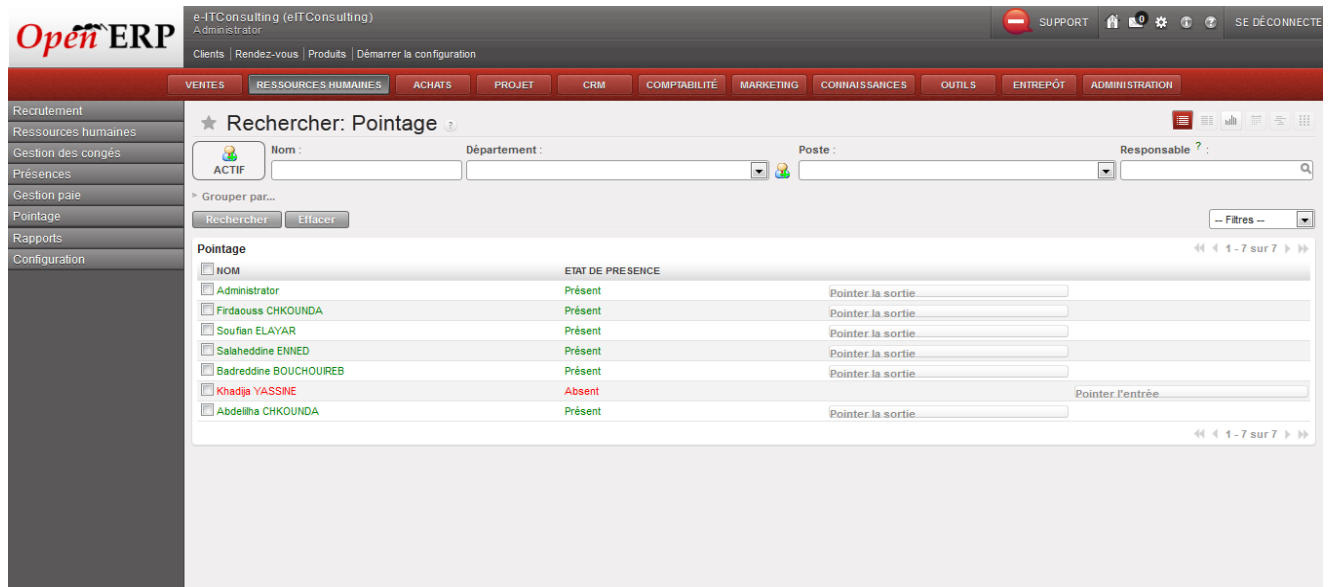 Open ERP
e-ITConsulting (eITConsulting)
Administrator
Clients | Rendez-vous | Produits | Démarrer la configuration
SUPPORT 0 SE DÉCONNECTE
VENTES RESSOURCES HUMAINES ACHATS PROJET CRM COMPTABILITÉ MARKETING CONNAISSANCES OUTILS ENTREPÔT ADMINISTRATION
Recrutement
Ressources humaines
Gestion des congés
Présences
Gestion paie
Pointage
Rapports
Configuration
Rechercher: Pointage ?
ACTIF
Nom : Département : Poste : Responsable ? :
Grouper par...
Rechercher Effacer
-- Filtres --
Pointage 1 - 7 sur 7
NOM ETAT DE PRESENCE
Administrator Présent Pointer la sortie
Firdaouss CHKOUNDA Présent Pointer la sortie
Soufian ELAYAR Présent Pointer la sortie
Salaheddine ENNED Présent Pointer la sortie
Badreddine BOUCHOUIREB Présent Pointer la sortie
Khadija YASSINE Absent Pointer l'entrée
Abdelilha CHKOUNDA Présent Pointer la sortie
1 - 7 sur 7